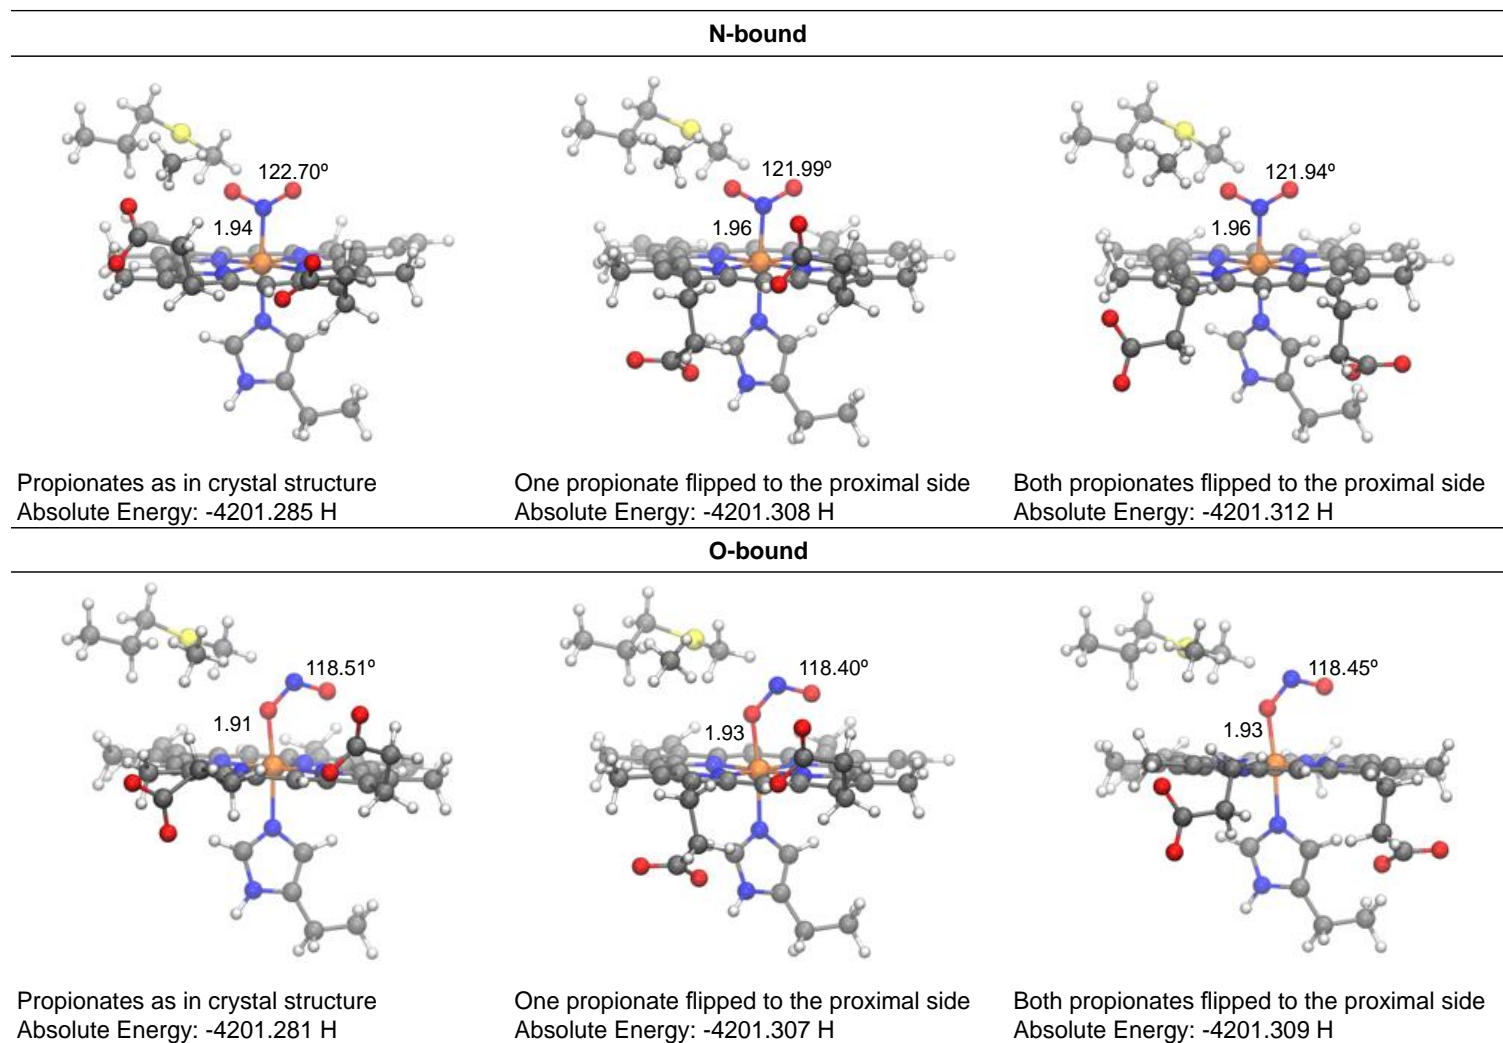 N-bound
122.70º
1.94
121.99º
1.96
121.94º
1.96
Propionates as in crystal structure
Absolute Energy: -4201.285 H
One propionate flipped to the proximal side
Absolute Energy: -4201.308 H
Both propionates flipped to the proximal side
Absolute Energy: -4201.312 H
O-bound
118.51º
1.91
118.40º
1.93
118.45º
1.93
Propionates as in crystal structure
Absolute Energy: -4201.281 H
One propionate flipped to the proximal side
Absolute Energy: -4201.307 H
Both propionates flipped to the proximal side
Absolute Energy: -4201.309 H